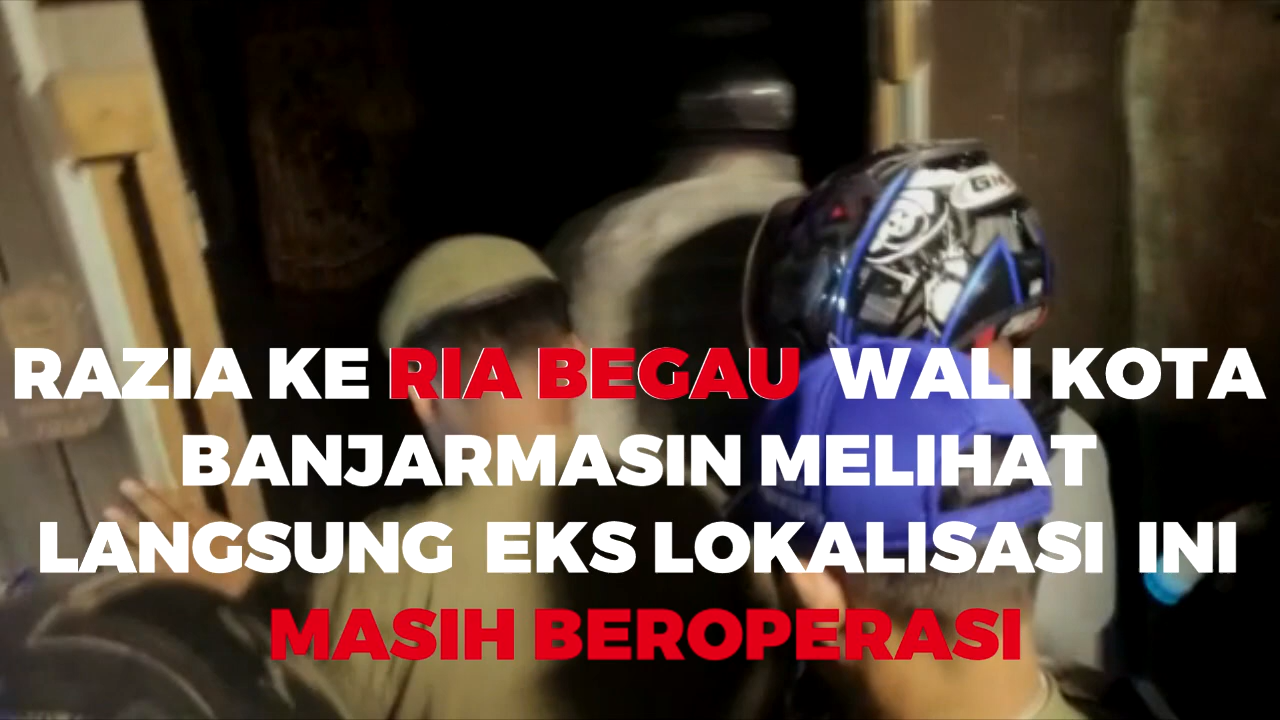 RAZIA KE RIA BEGAU WALI KOTA
BANJARMASIN MELIHAT
LANGSUNG EKS LOKALISASI INI
MASIH BEROPERASI